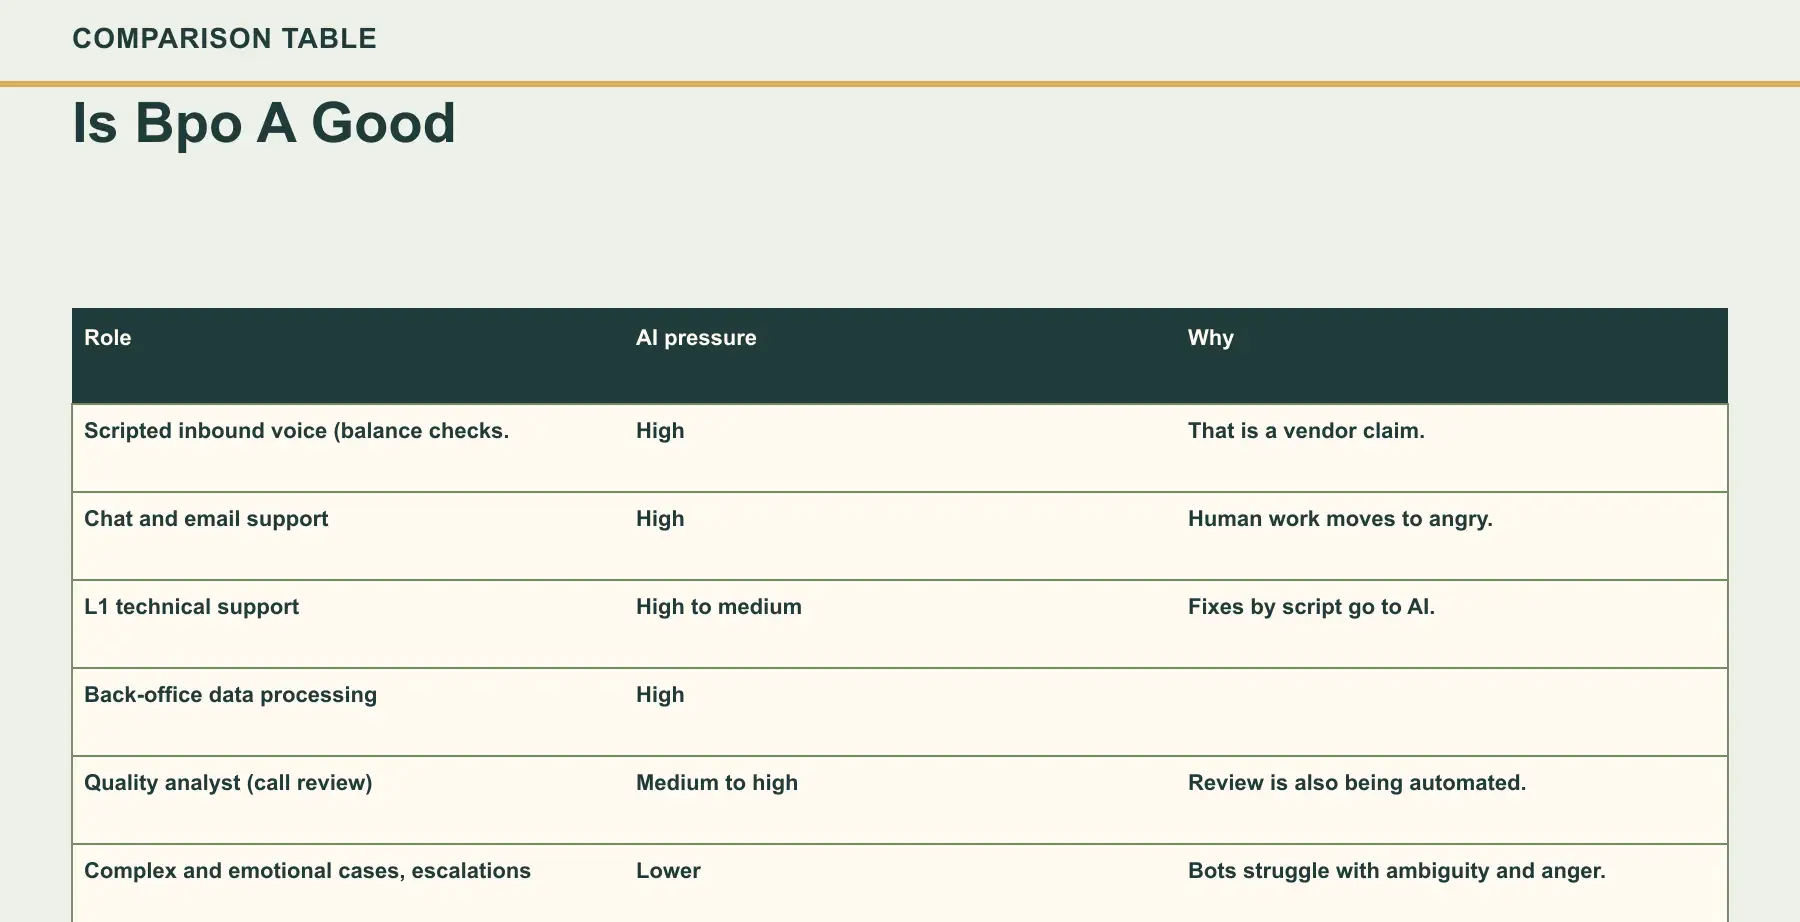 COMPARISON TABLE
Is Bpo A Good
Role AI pressure Why
Scripted inbound voice (balance checks. High That is a vendor claim.
Chat and email support High Human work moves to angry.
L1 technical support High to medium Fixes by script go to AI.
Back-office data processing High
Quality analyst (call review) Medium to high Review is also being automated.
Complex and emotional cases, escalations Lower Bots struggle with ambiguity and anger.